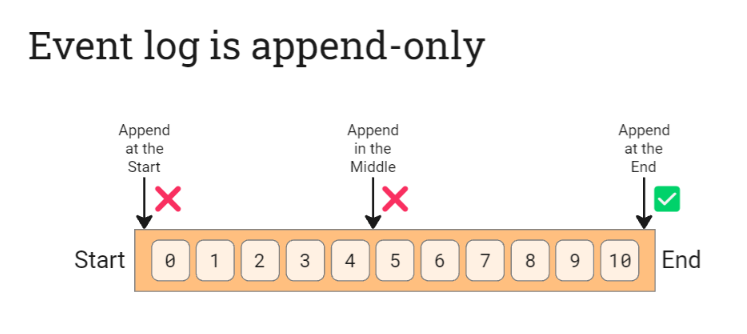 Event log is append-only
Append
at the
Start
Append
in the
Middle
Append
at the
End
Start
0 1 2 3 4 5 6 7 8 9 10
End